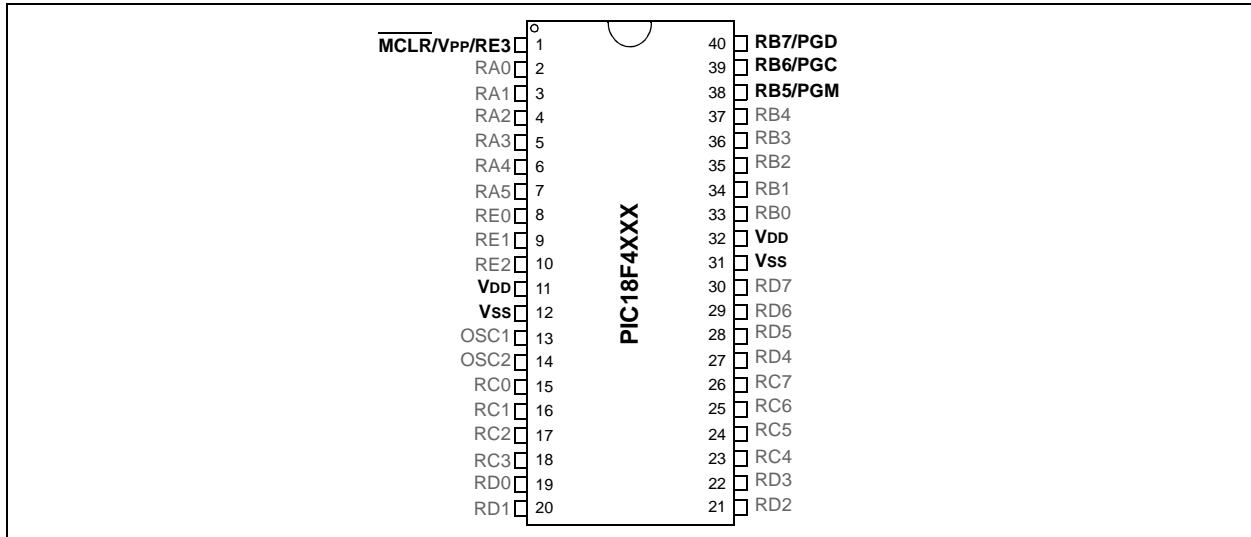 MCLR/VPP/RE3 1
RA0 2
RA1 3
RA2 4
RA3 5
RA4 6
RA5 7
RE0 8
RE1 9
RE2 10
VDD 11
VSS 12
OSC1 13
OSC2 14
RC0 15
RC1 16
RC2 17
RC3 18
RD0 19
RD1 20
PIC18F4XXX
40 RB7/PGD
39 RB6/PGC
38 RB5/PGM
37 RB4
36 RB3
35 RB2
34 RB1
33 RB0
32 VDD
31 VSS
30 RD7
29 RD6
28 RD5
27 RD4
26 RC7
25 RC6
24 RC5
23 RC4
22 RD3
21 RD2